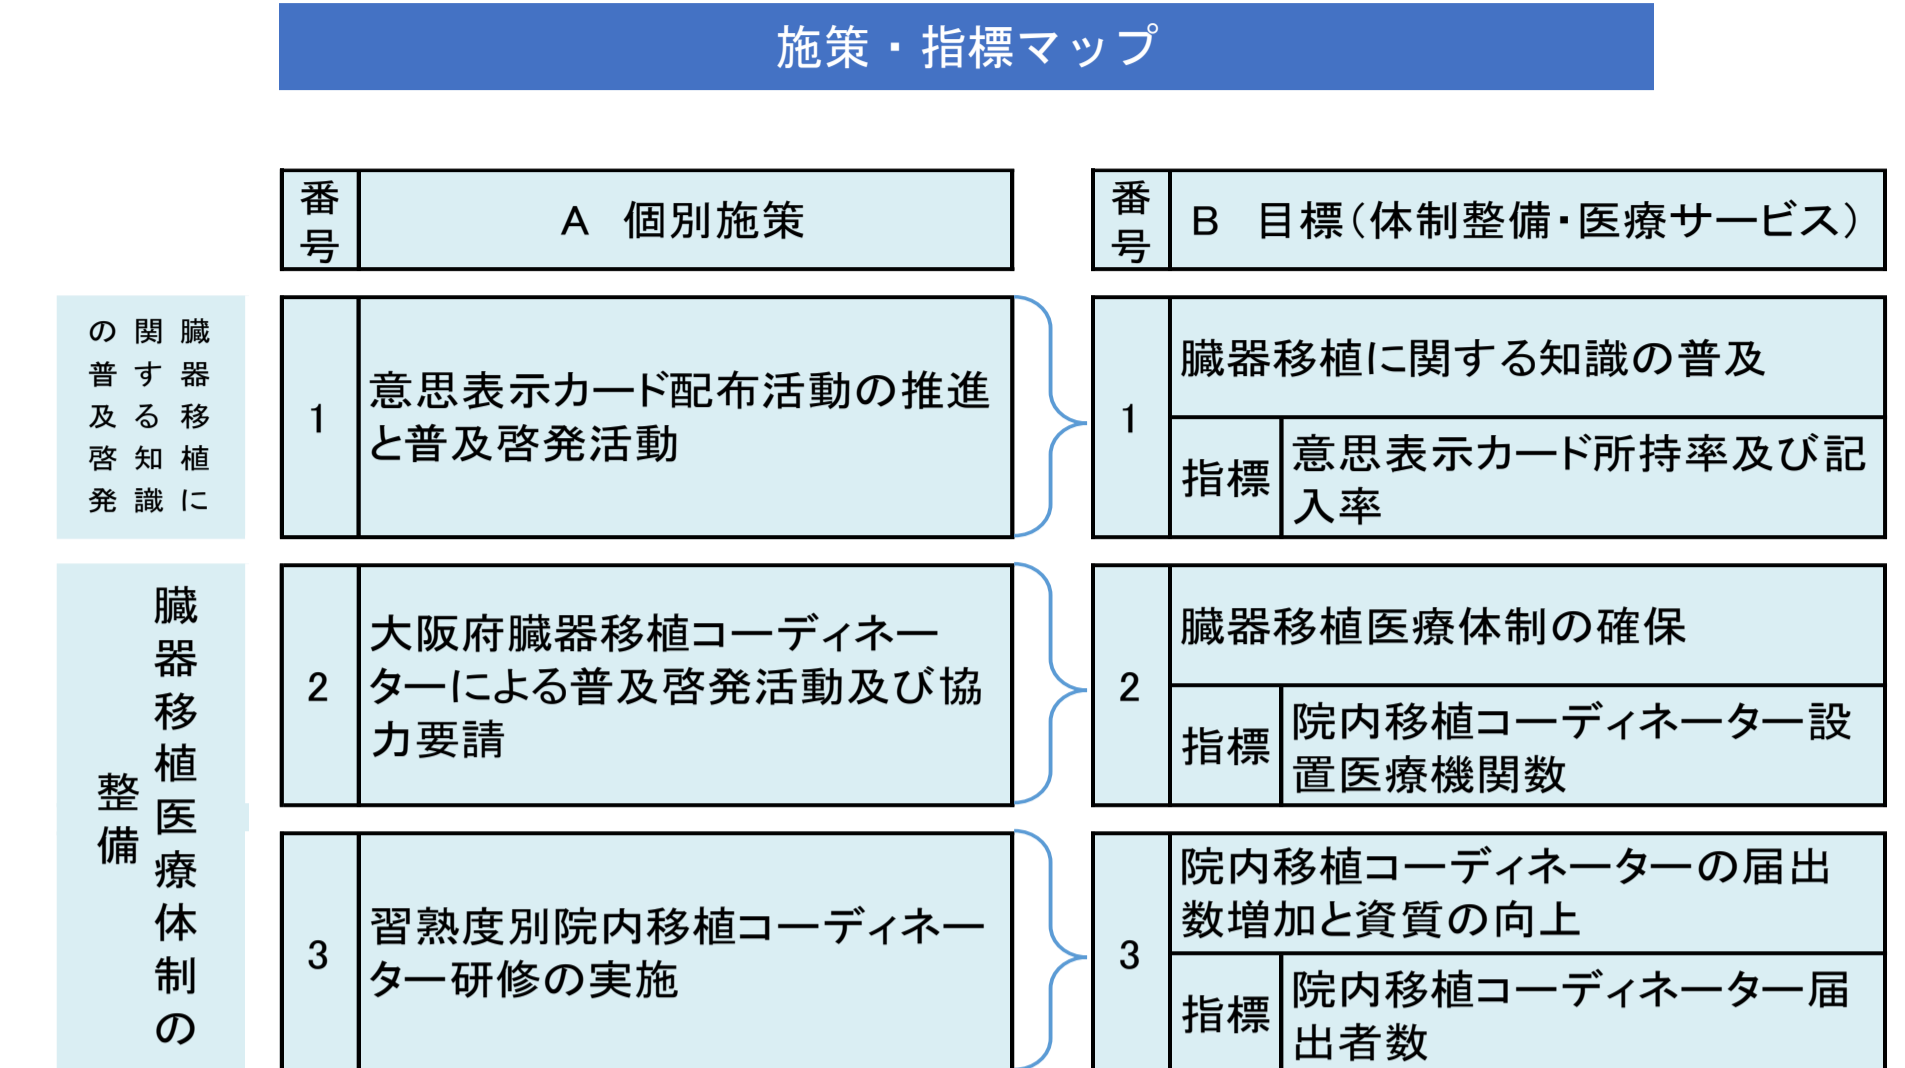 施策・指標マップ
番
号
A 個別施策
番
号
B 目標(体制整備・医療サービス)
臓器移植に
関する知識
の普及啓発
1
意思表示カード配布活動の推進
と普及啓発活動
1
臓器移植に関する知識の普及
指標
意思表示カード所持率及び記
入率
臓器移植医療体制の
整備
2
大阪府臓器移植コーディネー
ターによる普及啓発活動及び協
力要請
2
臓器移植医療体制の確保
指標
院内移植コーディネーター設
置医療機関数
3
習熟度別院内移植コーディネー
ター研修の実施
3
院内移植コーディネーターの届出
数増加と資質の向上
指標
院内移植コーディネーター届
出者数